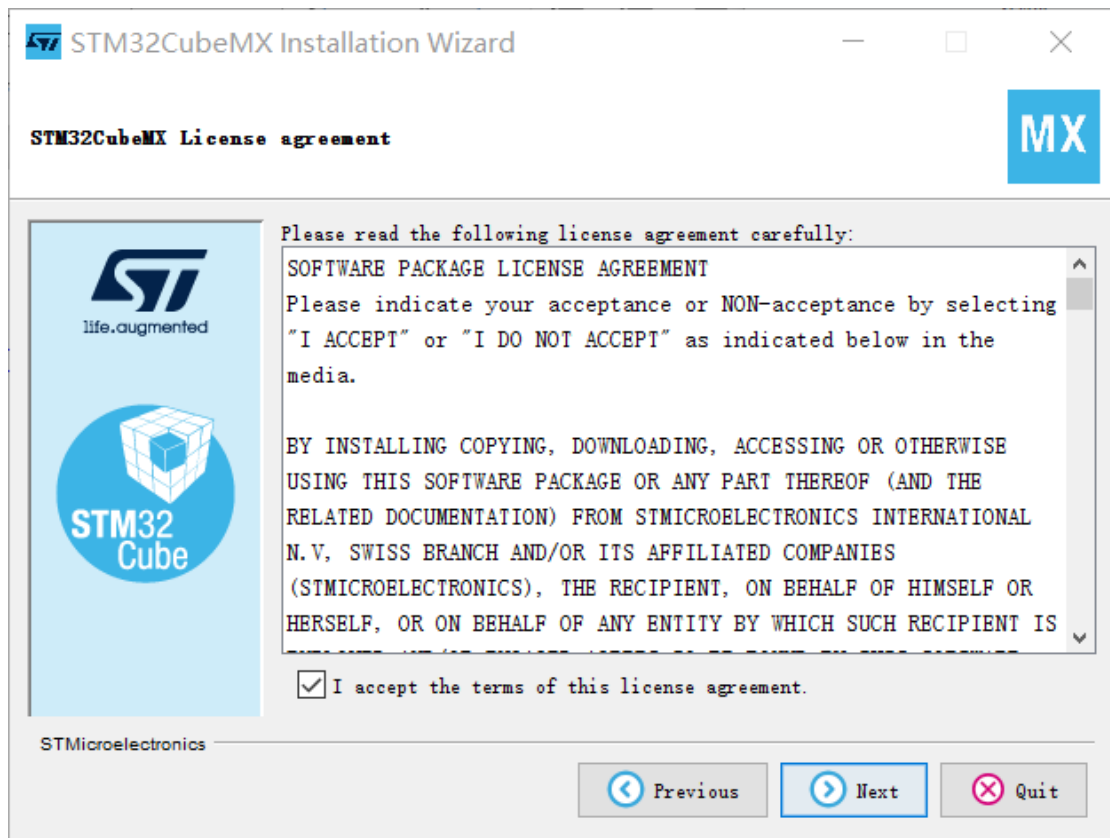 STM32CubeMX Installation Wizard
STM32CubeMX License agreement
MX
life.augmented
STM32
Cube
Please read the following license agreement carefully:
SOFTWARE PACKAGE LICENSE AGREEMENT
Please indicate your acceptance or NON-acceptance by selecting
"I ACCEPT" or "I DO NOT ACCEPT" as indicated below in the
media.
BY INSTALLING COPYING, DOWNLOADING, ACCESSING OR OTHERWISE
USING THIS SOFTWARE PACKAGE OR ANY PART THEREOF (AND THE
RELATED DOCUMENTATION) FROM STMICROELECTRONICS INTERNATIONAL
N.V, SWISS BRANCH AND/OR ITS AFFILIATED COMPANIES
(STMICROELECTRONICS), THE RECIPIENT, ON BEHALF OF HIMSELF OR
HERSELF, OR ON BEHALF OF ANY ENTITY BY WHICH SUCH RECIPIENT IS
I accept the terms of this license agreement.
STMicroelectronics
Previous
Next
Quit